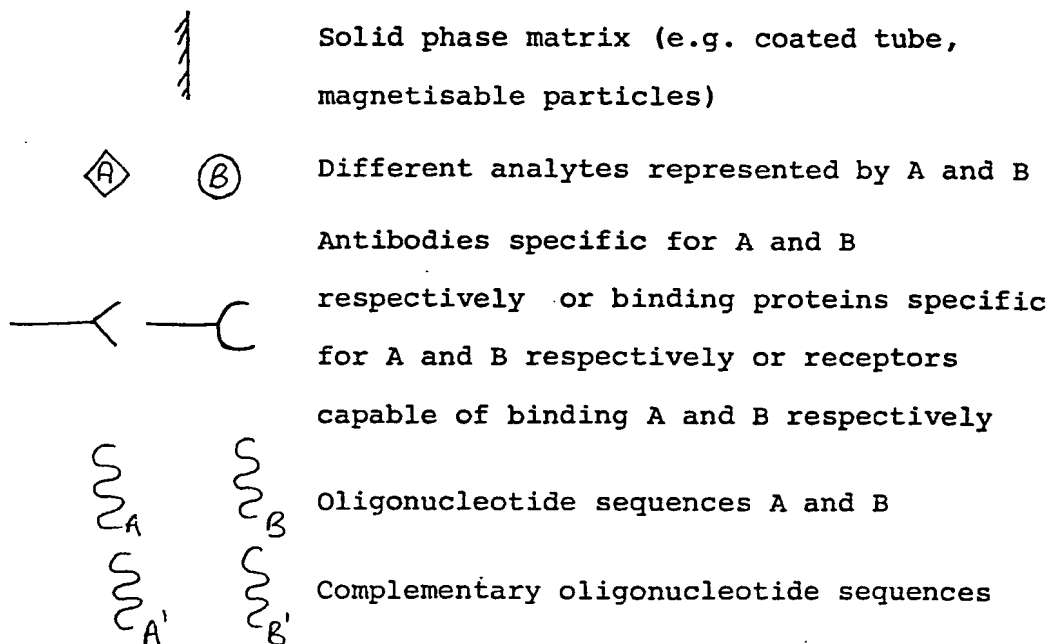 Solid phase matrix (e.g. coated tube,
magnetisable particles)
A B Different analytes represented by A and B
Antibodies specific for A and B
respectively or binding proteins specific
for A and B respectively or receptors
capable of binding A and B respectively
A B Oligonucleotide sequences A and B
A' B' Complementary oligonucleotide sequences